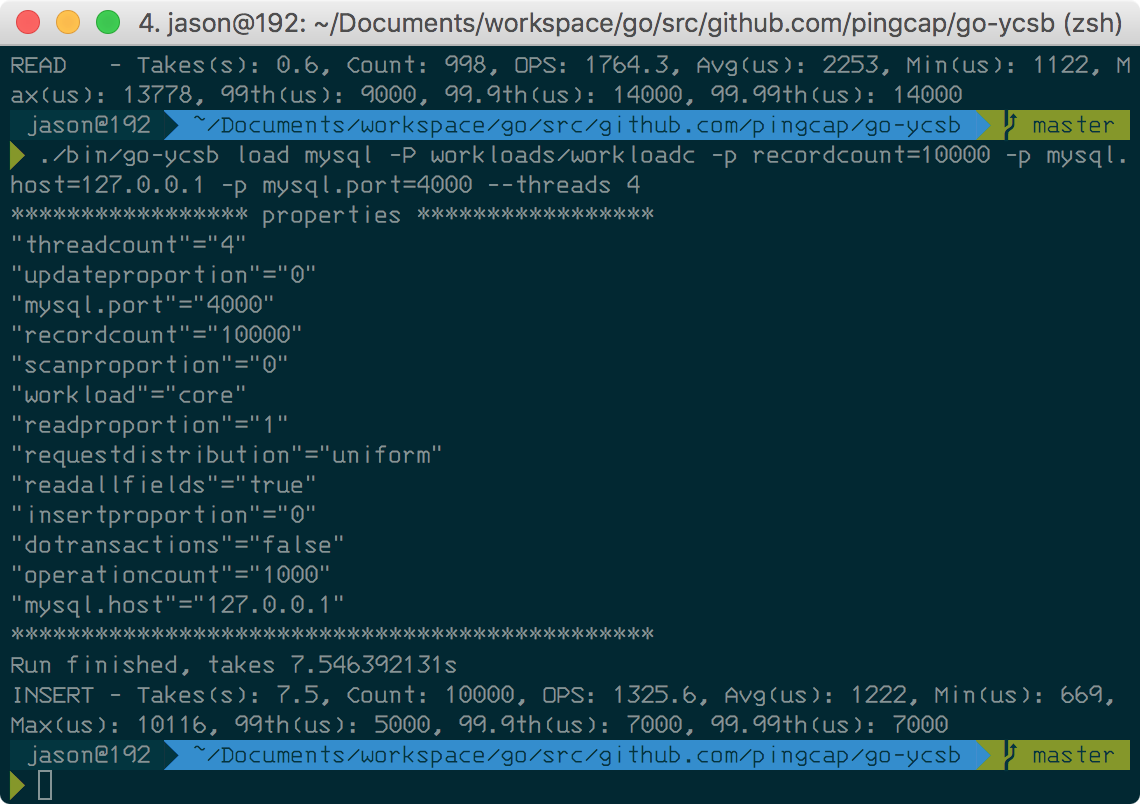 4. jason@192: ~/Documents/workspace/go/src/github.com/pingcap/go-ycsb (zsh)
READ   - Takes(s): 0.6, Count: 998, OPS: 1764.3, Avg(us): 2253, Min(us): 1122, M
ax(us): 13778, 99th(us): 9000, 99.9th(us): 14000, 99.99th(us): 14000
jason@192 ~/Documents/workspace/go/src/github.com/pingcap/go-ycsb master
./bin/go-ycsb load mysql -P workloads/workloadc -p recordcount=10000 -p mysql.
host=127.0.0.1 -p mysql.port=4000 --threads 4
***************** properties *****************
"threadcount"="4"
"updateproportion"="0"
"mysql.port"="4000"
"recordcount"="10000"
"scanproportion"="0"
"workload"="core"
"readproportion"="1"
"requestdistribution"="uniform"
"readallfields"="true"
"insertproportion"="0"
"dotransactions"="false"
"operationcount"="1000"
"mysql.host"="127.0.0.1"
**********************************************
Run finished, takes 7.546392131s
INSERT - Takes(s): 7.5, Count: 10000, OPS: 1325.6, Avg(us): 1222, Min(us): 669,
Max(us): 10116, 99th(us): 5000, 99.9th(us): 7000, 99.99th(us): 7000
jason@192 ~/Documents/workspace/go/src/github.com/pingcap/go-ycsb master